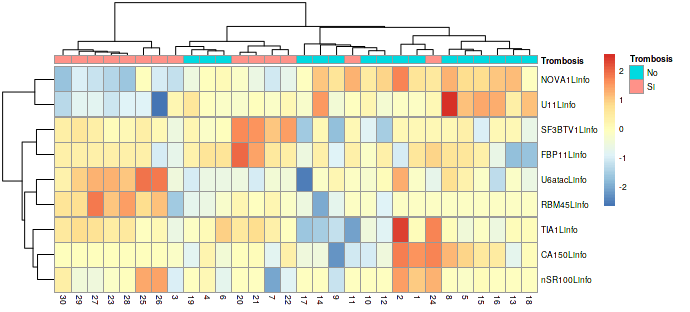 Trombosis
NOVA1Linfo
U11Linfo
SF3BTV1Linfo
FBP11Linfo
U6atacLinfo
RBM45Linfo
TIA1Linfo
CA150Linfo
nSR100Linfo
30 29 27 23 28 25 26 3 19 4 6 20 21 7 22 17 14 9 11 10 12 2 1 24 8 5 15 16 13 18
2
1
0
-1
-2
Trombosis
No
SI